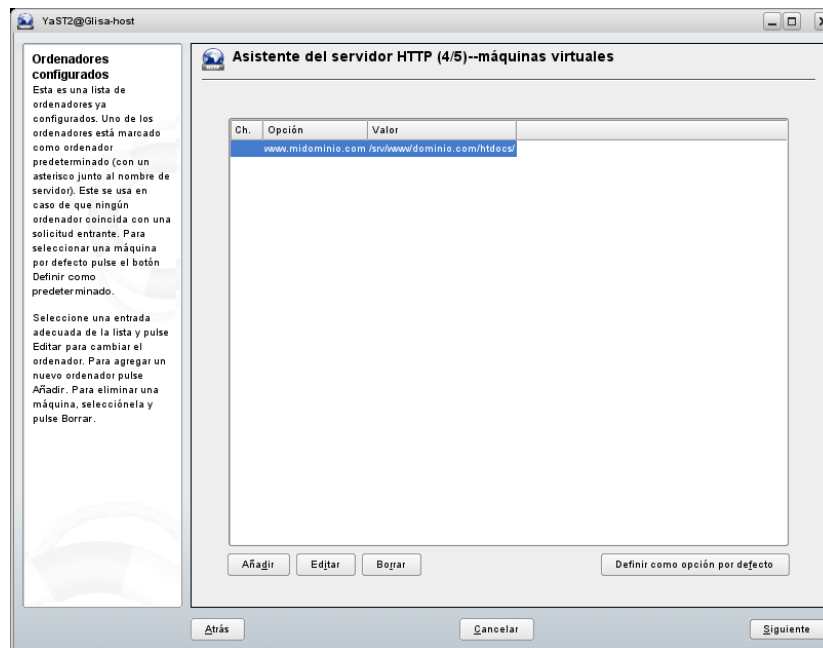 YaST2@Glisa-host
Ordenadores
configurados
Esta es una lista de
ordenadores ya
configurados. Uno de los
ordenadores está marcado
como ordenador
predeterminado (con un
asterisco junto al nombre de
servidor). Este se usa en
caso de que ningún
ordenador coincida con una
solicitud entrante. Para
seleccionar una máquina
por defecto pulse el botón
Definir como
predeterminado.
Seleccione una entrada
adecuada de la lista y pulse
Editar para cambiar el
ordenador. Para agregar un
nuevo ordenador pulse
Añadir. Para eliminar una
máquina, selecciónela y
pulse Borrar.
Asistente del servidor HTTP (4/5)--máquinas virtuales
Ch. Opción Valor
www.midominio.com /srv/www/dominio.com/htdocs/
Añadir Editar Borrar Definir como opción por defecto
Atrás Cancelar Siguiente